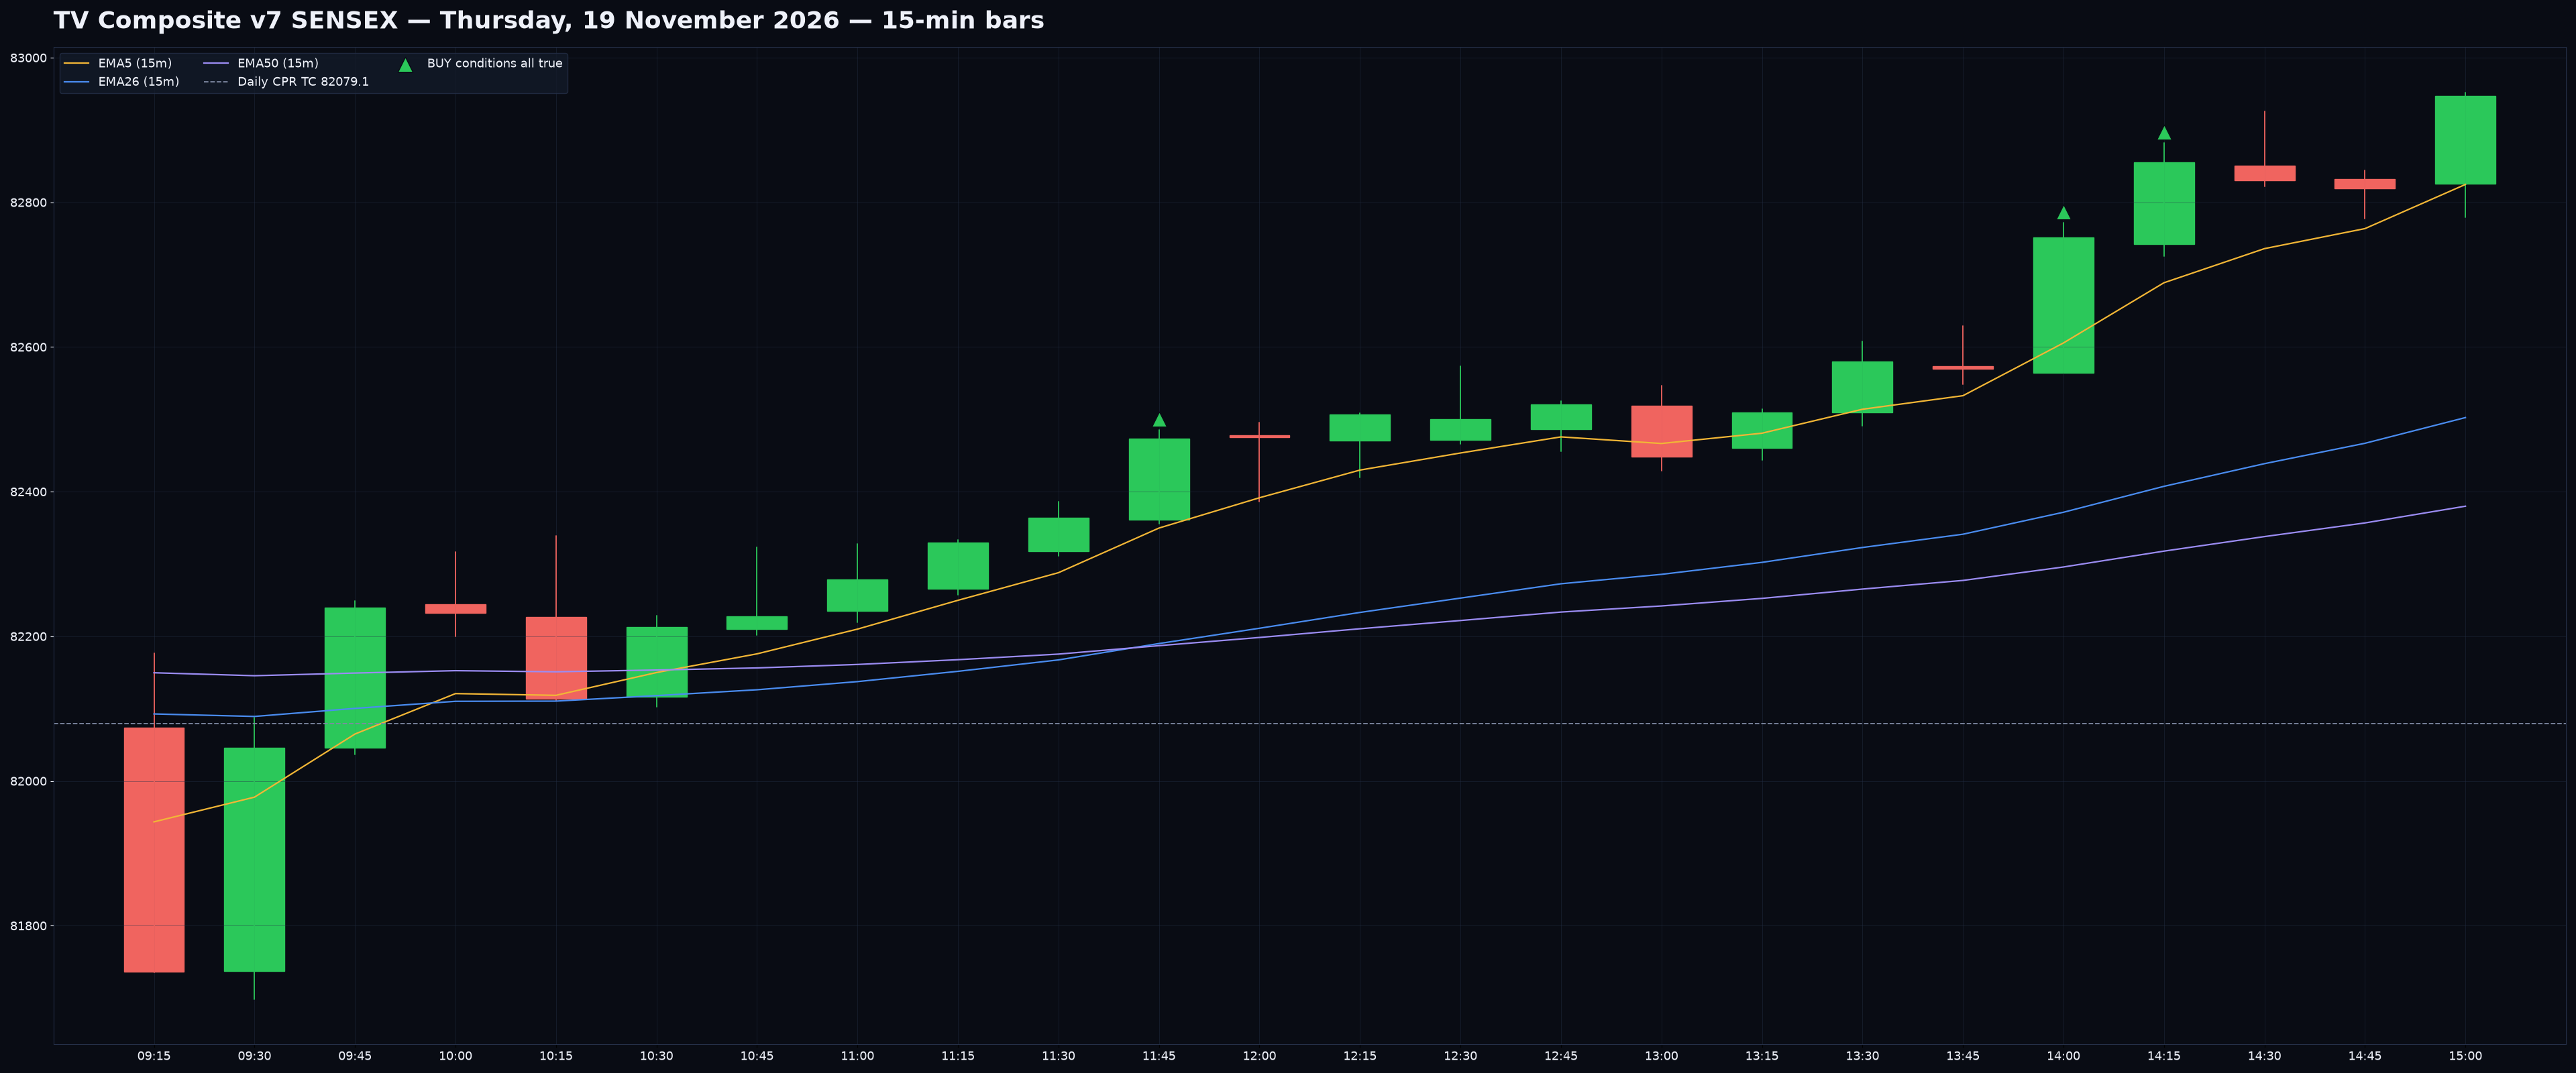 TV Composite v7 SENSEX — Thursday, 19 November 2026 — 15-min bars
EMA5 (15m)
EMA26 (15m)
EMA50 (15m)
Daily CPR TC 82079.1
BUY conditions all true
83000
82800
82600
82400
82200
82000
81800
09:15 09:30 09:45 10:00 10:15 10:30 10:45 11:00 11:15 11:30 11:45 12:00 12:15 12:30 12:45 13:00 13:15 13:30 13:45 14:00 14:15 14:30 14:45 15:00